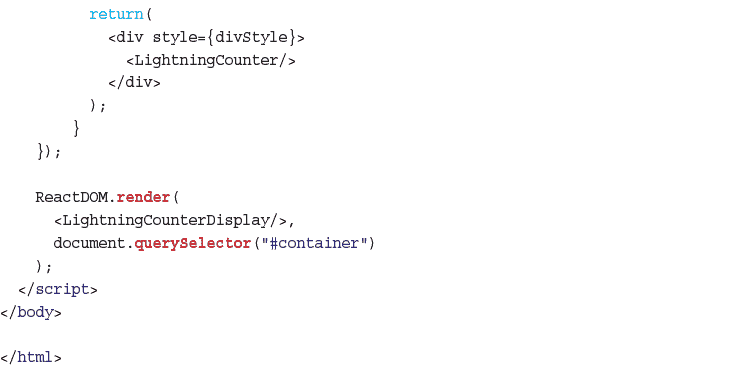 return(
<div style={divStyle}>
<LightningCounter/>
</div>
);
}
});
ReactDOM.render(
<LightningCounterDisplay/>,
document.querySelector("#container")
);
</script>
</body>
</html>